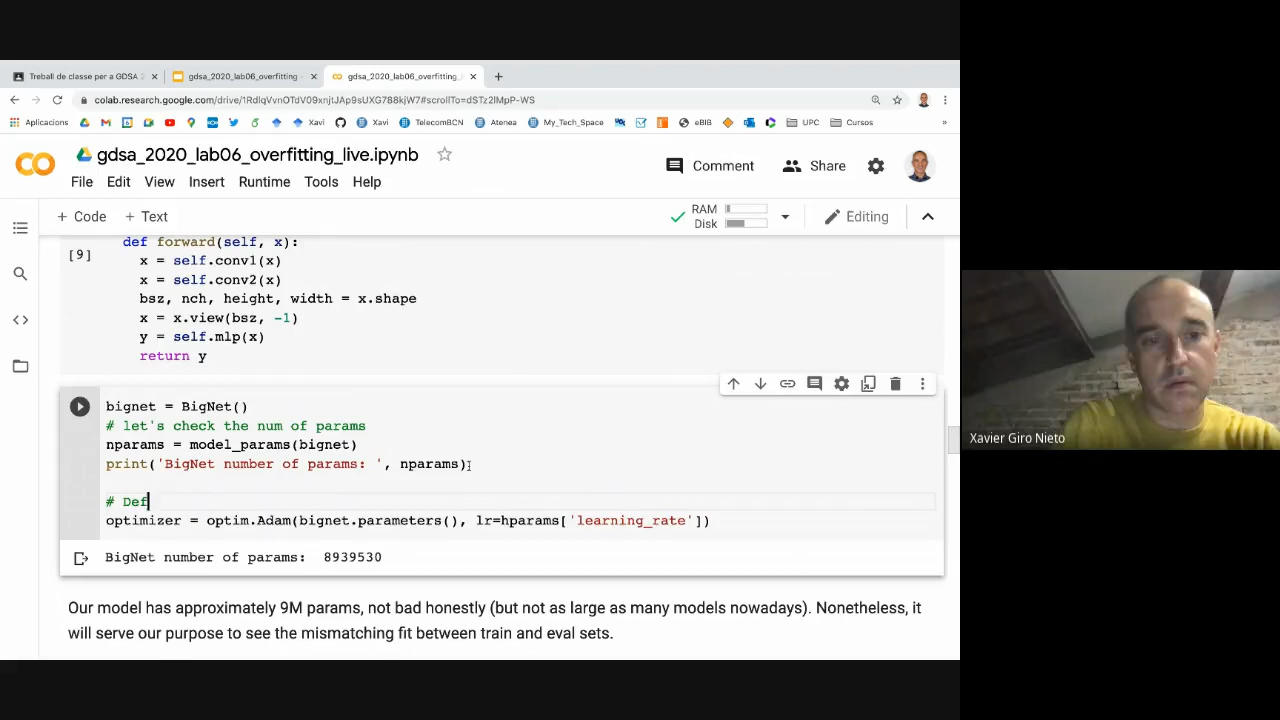 Treball de classe per a GDSA 2
gdsa_2020_lab06_overfitting -
gdsa_2020_lab06_overfitting_
colab.research.google.com/drive/1RdlqVvnOTdV09xnjtJAp9sUXG788kjW7#scrollTo=dSTz2lMpP-WS
Aplicacions
Xavi
Xavi
TelecomBCN
Atenea
My_Tech_Space
eBIB
UPC
Cursos
»
gdsa_2020_lab06_overfitting_live.ipynb
Comment
Share
File Edit View Insert Runtime Tools Help
+ Code + Text
RAM
Disk
Editing
[9]
def forward(self, x):
x = self.conv1(x)
x = self.conv2(x)
bsz, nch, height, width = x.shape
x = x.view(bsz, -1)
y = self.mlp(x)
return y
bignet = BigNet()
# let's check the num of params
nparams = model_params(bignet)
print('BigNet number of params: ', nparams)
# Def
optimizer = optim.Adam(bignet.parameters(), lr=hparams['learning_rate'])
BigNet number of params:  8939530
Our model has approximately 9M params, not bad honestly (but not as large as many models nowadays). Nonetheless, it
will serve our purpose to see the mismatching fit between train and eval sets.
Xavier Giro Nieto